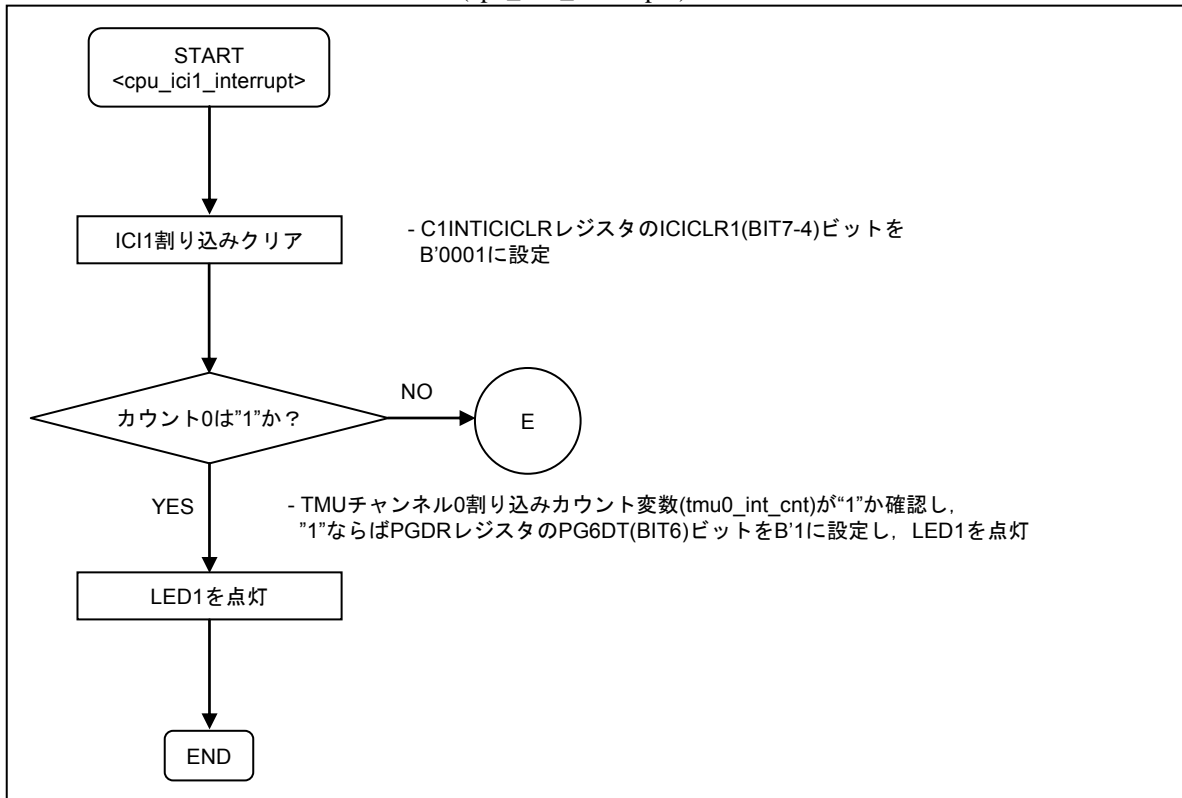 START
<cpu_ici1_interrupt>
ICI1割り込みクリア
- C1INTICICLRレジスタのICICLR1(BIT7-4)ビットを
B’0001に設定
カウント0は”1”か？
NO
E
YES
- TMUチャンネル0割り込みカウント変数(tmu0_int_cnt)が“1”か確認し，
”1”ならばPGDRレジスタのPG6DT(BIT6)ビットをB’1に設定し，LED1を点灯
LED1を点灯
END